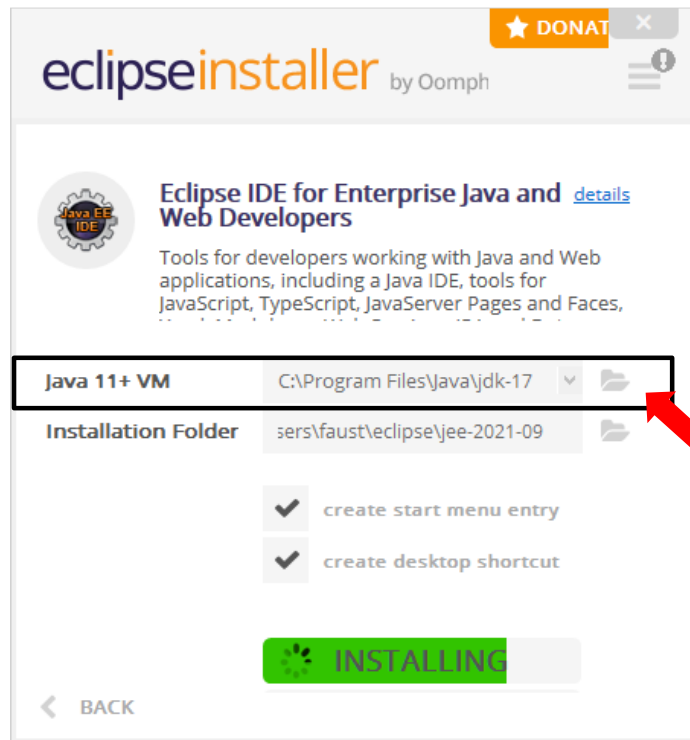 DONAT
eclipseinstaller by Oomph
Java EE
IDE
Eclipse IDE for Enterprise Java and details
Web Developers
Tools for developers working with Java and Web
applications, including a Java IDE, tools for
JavaScript, TypeScript, JavaServer Pages and Faces,
Java 11+ VM C:\Program Files\Java\jdk-17
Installation Folder sers\faust\eclipse\jee-2021-09
create start menu entry
create desktop shortcut
INSTALLING
BACK